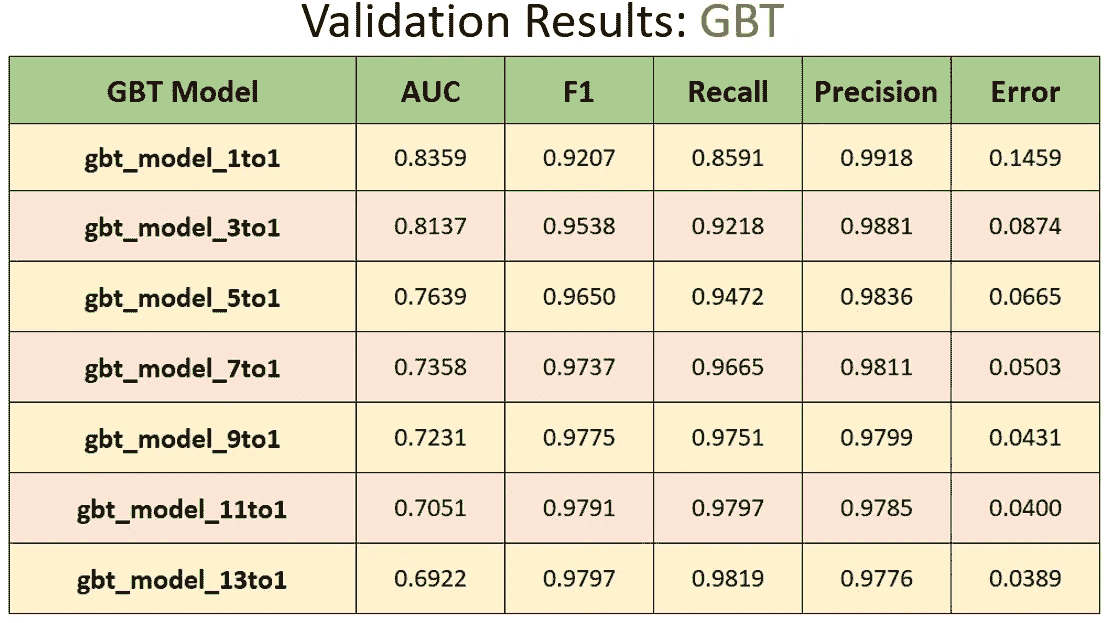 Validation Results: GBT
GBT Model AUC F1 Recall Precision Error
gbt_model_1to1 0.8359 0.9207 0.8591 0.9918 0.1459
gbt_model_3to1 0.8137 0.9538 0.9218 0.9881 0.0874
gbt_model_5to1 0.7639 0.9650 0.9472 0.9836 0.0665
gbt_model_7to1 0.7358 0.9737 0.9665 0.9811 0.0503
gbt_model_9to1 0.7231 0.9775 0.9751 0.9799 0.0431
gbt_model_11to1 0.7051 0.9791 0.9797 0.9785 0.0400
gbt_model_13to1 0.6922 0.9797 0.9819 0.9776 0.0389